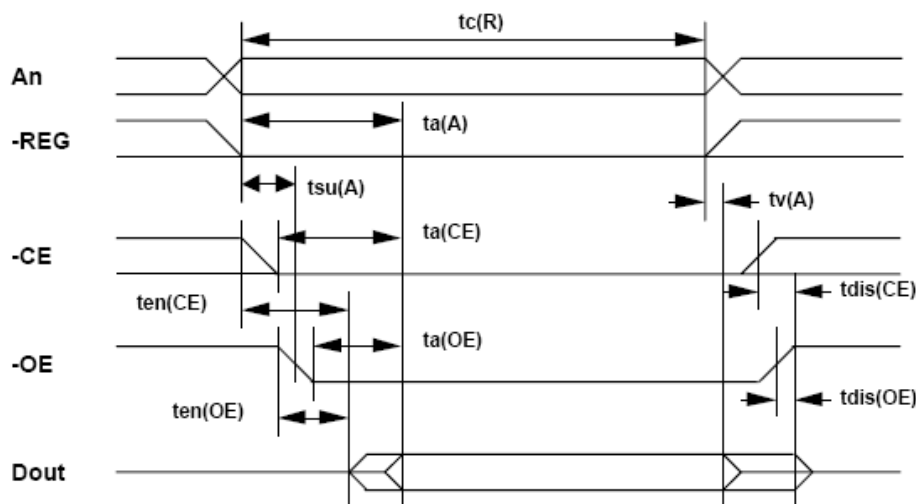 tc(R)
An
ta(A)
-REG
tsu(A)
tv(A)
ta(CE)
-CE
ten(CE)
tdis(CE)
ta(OE)
-OE
tdis(OE)
ten(OE)
Dout